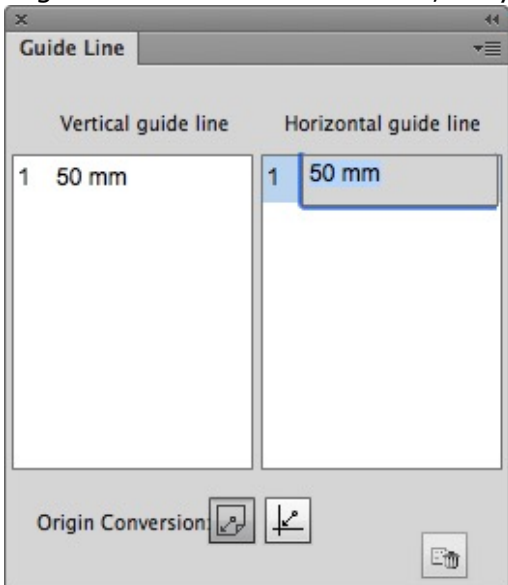 Guide Line
Vertical guide line Horizontal guide line
1 50 mm 1 50 mm
Origin Conversion: